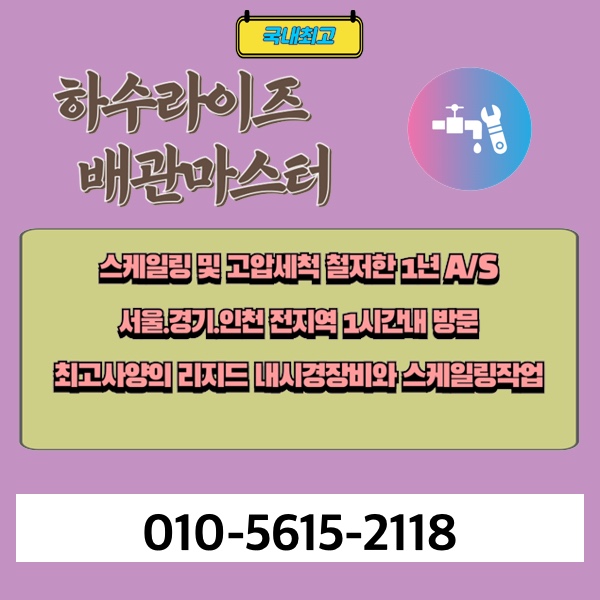 국내최고
하수라이즈
배관마스터
스케일링 및 고압세척 철저한 1년 A/S
서울.경기.인천 전지역 1시간내 방문
최고사양의 리지드 내시경장비와 스케일링작업
010-5615-2118